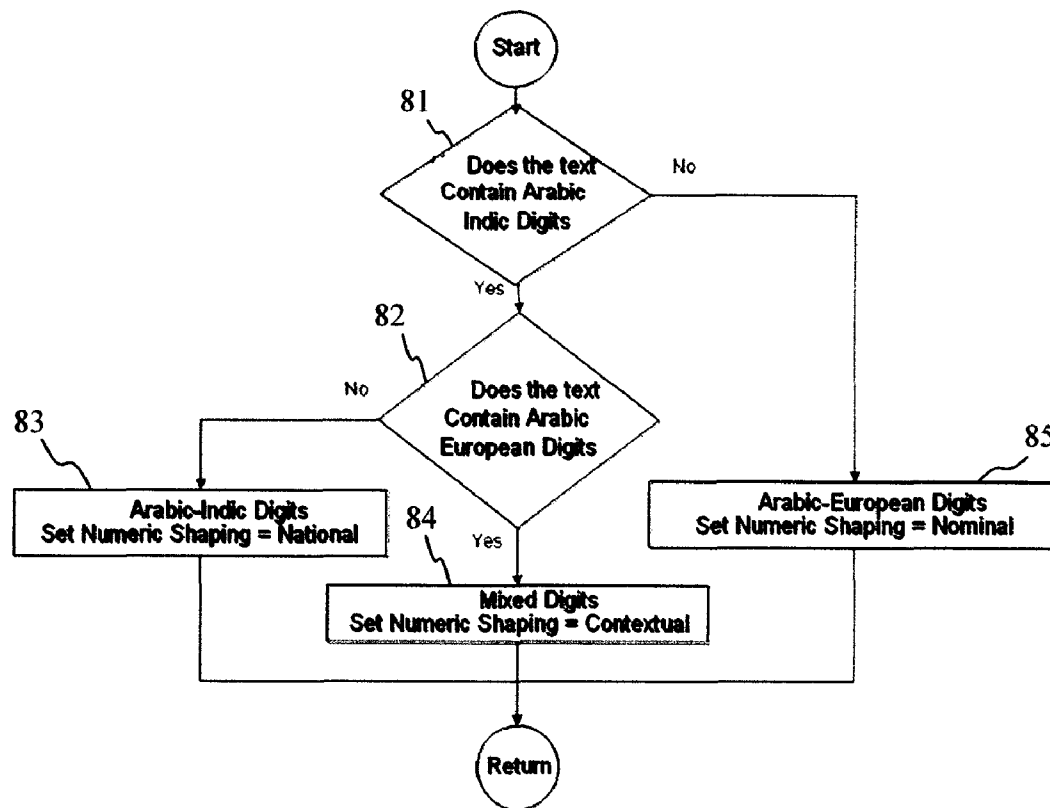 Start
81
Does the text
Contain Arabic
Indic Digits
No
Yes
82
Does the text
Contain Arabic
European Digits
No
83
Arabic-Indic Digits
Set Numeric Shaping = National
85
Arabic-European Digits
Set Numeric Shaping = Nominal
Yes
84
Mixed Digits
Set Numeric Shaping = Contextual
Return